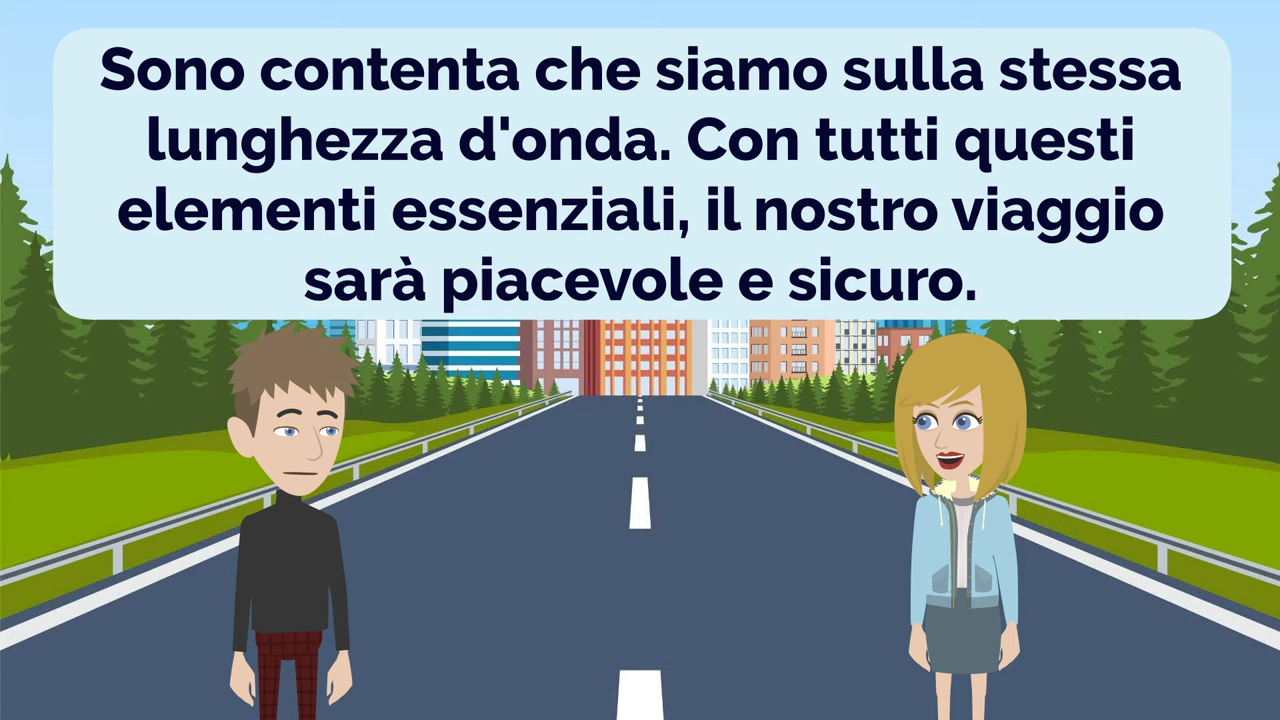 Sono contenta che siamo sulla stessa
lunghezza d'onda. Con tutti questi
elementi essenziali, il nostro viaggio
sarà piacevole e sicuro.